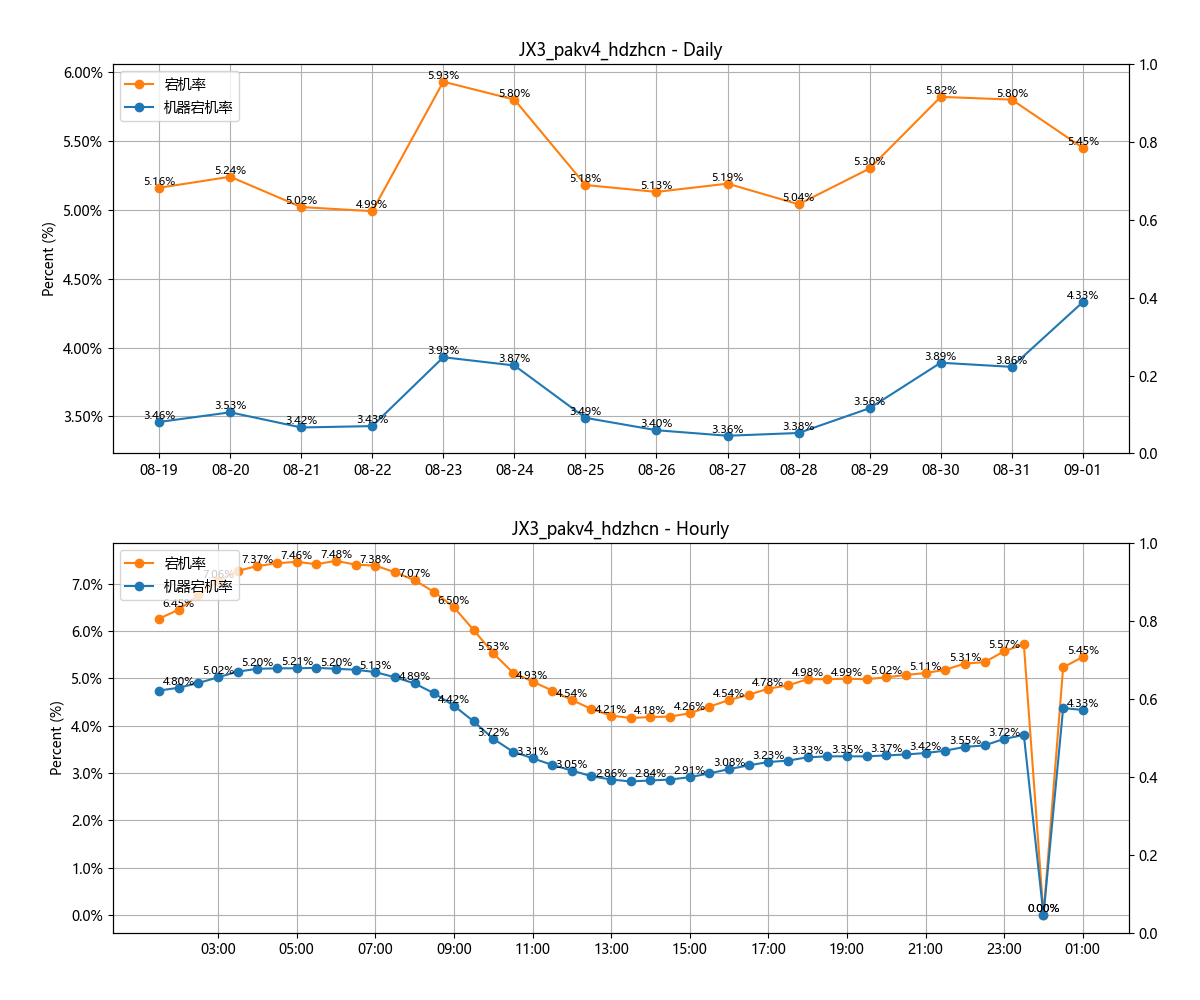 JX3_pakv4_hdzhcn - Daily
宕机率
机器宕机率
Percent (%)
6.00%
5.50%
5.00%
4.50%
4.00%
3.50%
1.0
0.8
0.6
0.4
0.2
0.0
5.16% 5.24% 5.02% 4.99% 5.93% 5.80% 5.18% 5.13% 5.19% 5.04% 5.30% 5.82% 5.80% 5.45%
3.46% 3.53% 3.42% 3.43% 3.93% 3.87% 3.49% 3.40% 3.36% 3.38% 3.56% 3.89% 3.86% 4.33%
08-19 08-20 08-21 08-22 08-23 08-24 08-25 08-26 08-27 08-28 08-29 08-30 08-31 09-01
JX3_pakv4_hdzhcn - Hourly
宕机率
机器宕机率
Percent (%)
7.0%
6.0%
5.0%
4.0%
3.0%
2.0%
1.0%
0.0%
1.0
0.8
0.6
0.4
0.2
0.0
6.45% 7.06% 7.37% 7.46% 7.48% 7.38% 7.07% 6.50% 5.53% 4.93% 4.54% 4.21% 4.18% 4.26% 4.54% 4.78% 4.98% 4.99% 5.02% 5.11% 5.31% 5.57% 0.00% 5.45%
4.80% 5.02% 5.20% 5.21% 5.20% 5.13% 4.89% 4.42% 3.72% 3.31% 3.05% 2.86% 2.84% 2.91% 3.08% 3.23% 3.33% 3.35% 3.37% 3.42% 3.55% 3.72% 0.00% 4.33%
03:00 05:00 07:00 09:00 11:00 13:00 15:00 17:00 19:00 21:00 23:00 01:00